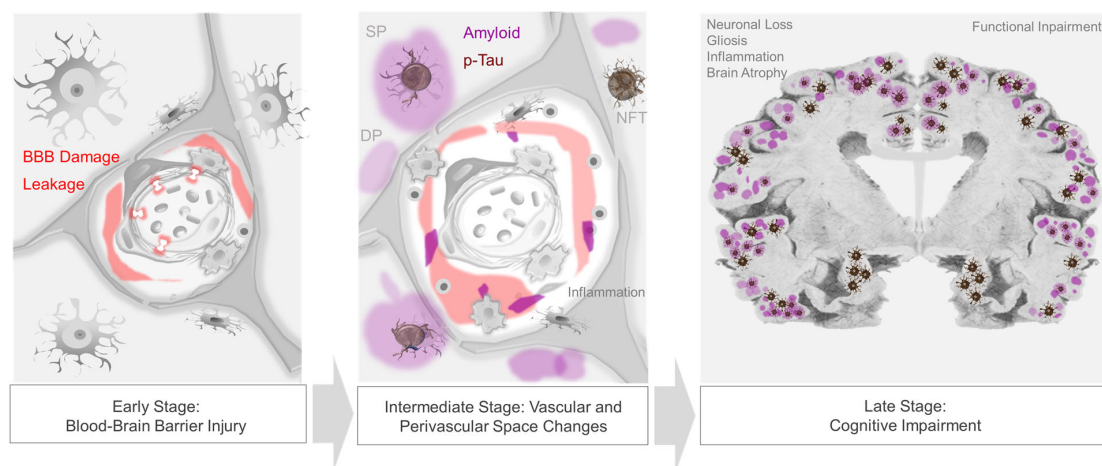 BBB Damage
Leakage
Early Stage:
Blood-Brain Barrier Injury
SP
Amyloid
p-Tau
NFT
DP
Inflammation
Intermediate Stage: Vascular and
Perivascular Space Changes
Neuronal Loss
Gliosis
Inflammation
Brain Atrophy
Functional Inpairment
Late Stage:
Cognitive Impairment